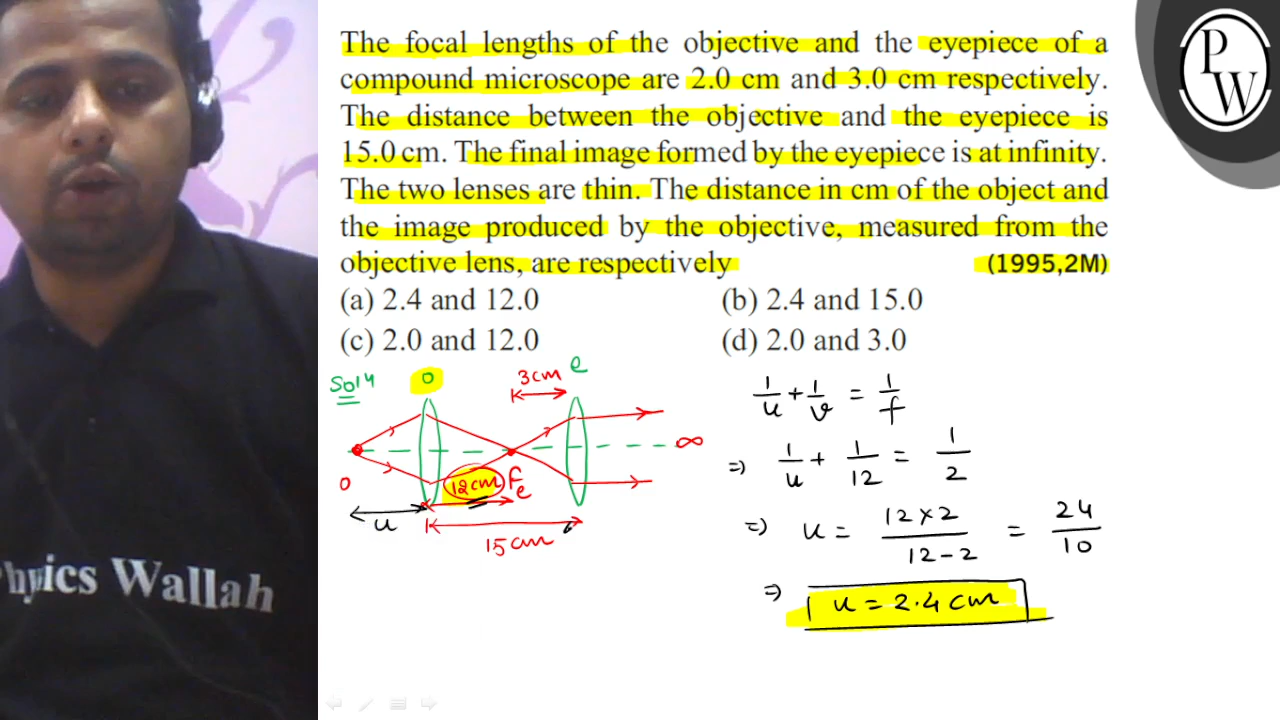 The focal lengths of the objective and the eyepiece of a
compound microscope are 2.0 cm and 3.0 cm respectively.
The distance between the objective and the eyepiece is
15.0 cm. The final image formed by the eyepiece is at infinity.
The two lenses are thin. The distance in cm of the object and
the image produced by the objective, measured from the
objective lens, are respectively (1995,2M)
(a) 2.4 and 12.0 (b) 2.4 and 15.0
(c) 2.0 and 12.0 (d) 2.0 and 3.0
Sol4
O
3cm
e
O
12cm
fe
∞
u
15cm
1/u + 1/v = 1/f
⇒ 1/u + 1/12 = 1/2
⇒ u = 12×2/12-2 = 24/10
⇒ u = 2.4 cm
PW
Physics Wallah